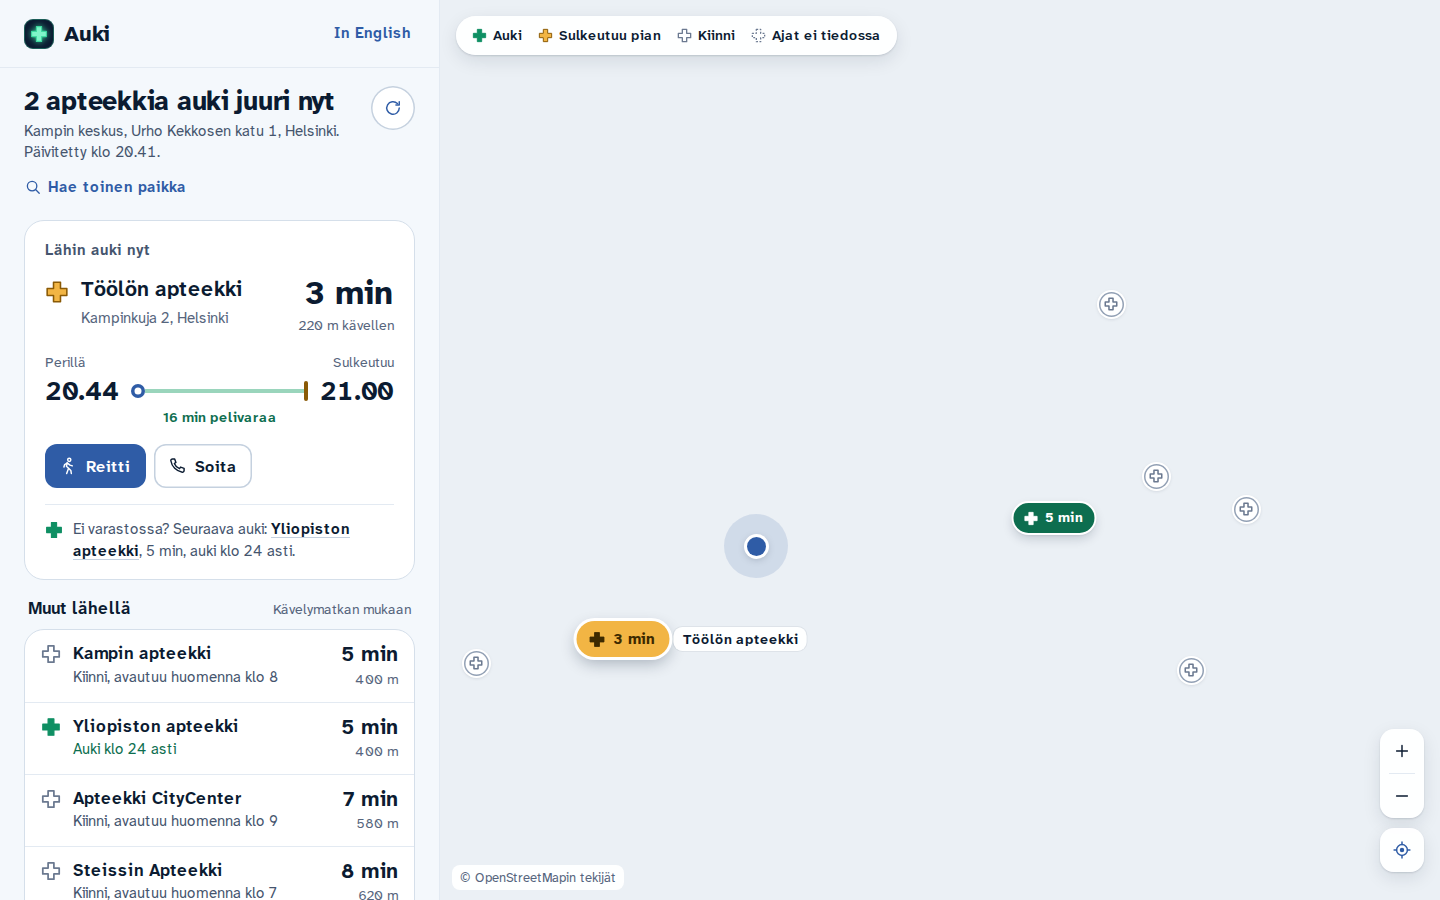 Auki
In English
2 apteekkia auki juuri nyt
Kampin keskus, Urho Kekkosen katu 1, Helsinki.
Päivitetty klo 20.41.
Hae toinen paikka
Lähin auki nyt
Töölön apteekki
3 min
Kampinkuja 2, Helsinki
220 m kävellen
Perillä
Sulkeutuu
20.44
21.00
16 min pelivaraa
Reitti
Soita
Ei varastossa? Seuraava auki: Yliopiston
apteekki, 5 min, auki klo 24 asti.
Muut lähellä
Kävelymatkan mukaan
Kampin apteekki
5 min
Kiinni, avautuu huomenna klo 8
400 m
Yliopiston apteekki
5 min
Auki klo 24 asti
400 m
Apteekki CityCenter
7 min
Kiinni, avautuu huomenna klo 9
580 m
Steissin Apteekki
8 min
Kiinni, avautuu huomenna klo 7
620 m
Auki
Sulkeutuu pian
Kiinni
Ajat ei tiedossa
5 min
3 min
Töölön apteekki
© OpenStreetMapin tekijät